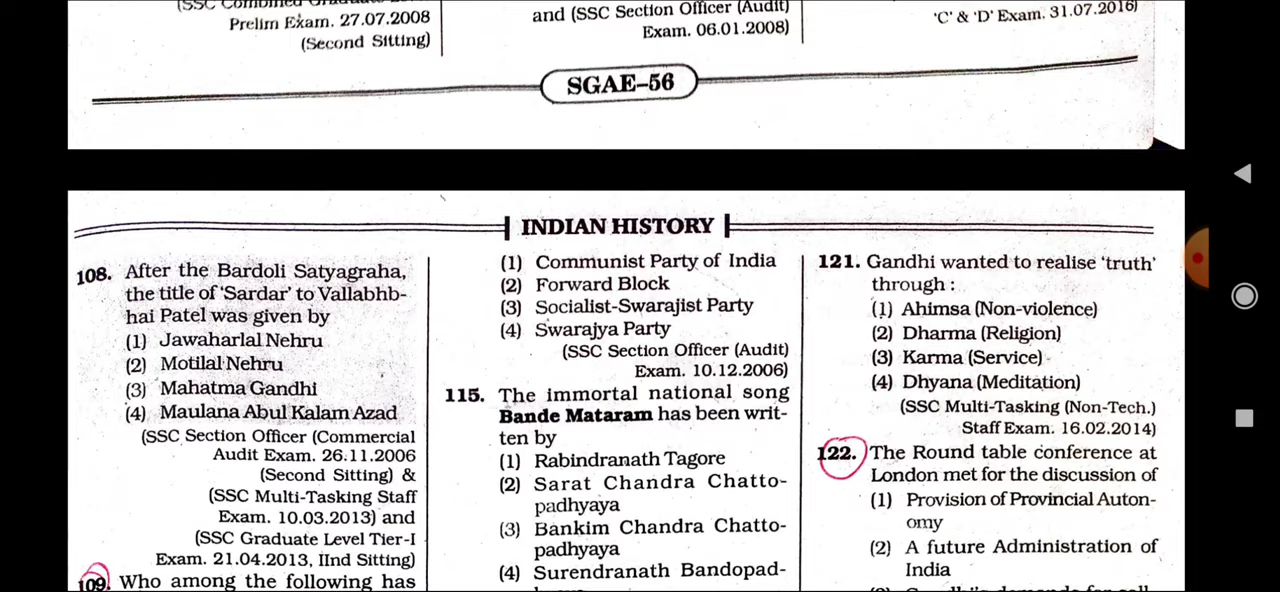 Prelim Exam. 27.07.2008
(Second Sitting)
and (SSC Section Officer (Audit)
Exam. 06.01.2008)
'C' & 'D' Exam. 31.07.2016)
SGAE–56
INDIAN HISTORY
108. After the Bardoli Satyagraha,
the title of 'Sardar' to Vallabhb-
hai Patel was given by
(1) Jawaharlal Nehru
(2) Motilal Nehru
(3) Mahatma Gandhi
(4) Maulana Abul Kalam Azad
(SSC Section Officer (Commercial
Audit Exam. 26.11.2006
(Second Sitting) &
(SSC Multi-Tasking Staff
Exam. 10.03.2013) and
(SSC Graduate Level Tier-I
Exam. 21.04.2013, IInd Sitting)
109. Who among the following has
(1) Communist Party of India
(2) Forward Block
(3) Socialist-Swarajist Party
(4) Swarajya Party
(SSC Section Officer (Audit)
Exam. 10.12.2006)
115. The immortal national song
Bande Mataram has been writ-
ten by
(1) Rabindranath Tagore
(2) Sarat Chandra Chatto-
padhyaya
(3) Bankim Chandra Chatto-
padhyaya
(4) Surendranath Bandopad-
121. Gandhi wanted to realise 'truth'
through :
(1) Ahimsa (Non-violence)
(2) Dharma (Religion)
(3) Karma (Service)
(4) Dhyana (Meditation)
(SSC Multi-Tasking (Non-Tech.)
Staff Exam. 16.02.2014)
122. The Round table conference at
London met for the discussion of
(1) Provision of Provincial Auton-
omy
(2) A future Administration of
India